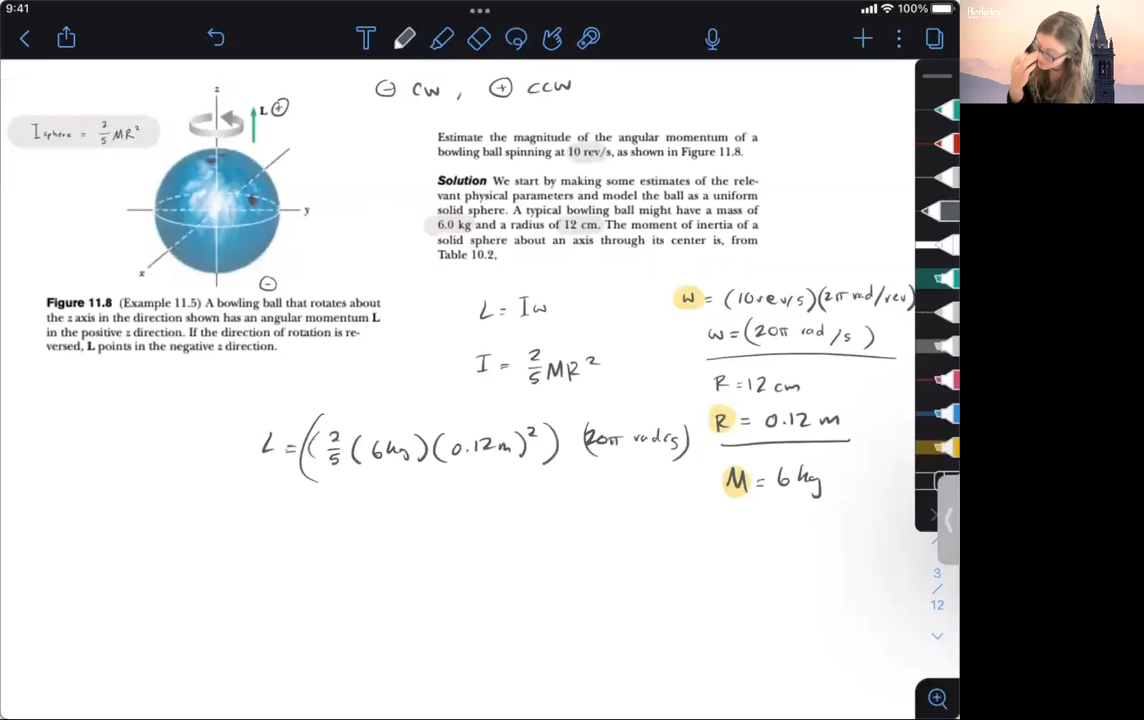 9:41
100%
Berkeley
⊖ CW , ⊕ CCW
I sphere = 2/5 MR²
z
L ⊕
y
x
⊖
Estimate the magnitude of the angular momentum of a
bowling ball spinning at 10 rev/s, as shown in Figure 11.8.
Solution We start by making some estimates of the rele-
vant physical parameters and model the ball as a uniform
solid sphere. A typical bowling ball might have a mass of
6.0 kg and a radius of 12 cm. The moment of inertia of a
solid sphere about an axis through its center is, from
Table 10.2,
Figure 11.8 (Example 11.5) A bowling ball that rotates about
the z axis in the direction shown has an angular momentum L
in the positive z direction. If the direction of rotation is re-
versed, L points in the negative z direction.
L = Iω
I = 2/5 MR²
ω = (10 rev/s)(2π rad/rev)
ω = (20π rad/s)
R = 12 cm
R = 0.12 m
M = 6 kg
L = (2/5 (6 kg)(0.12 m)²) (20π rad/s)
3
/
12